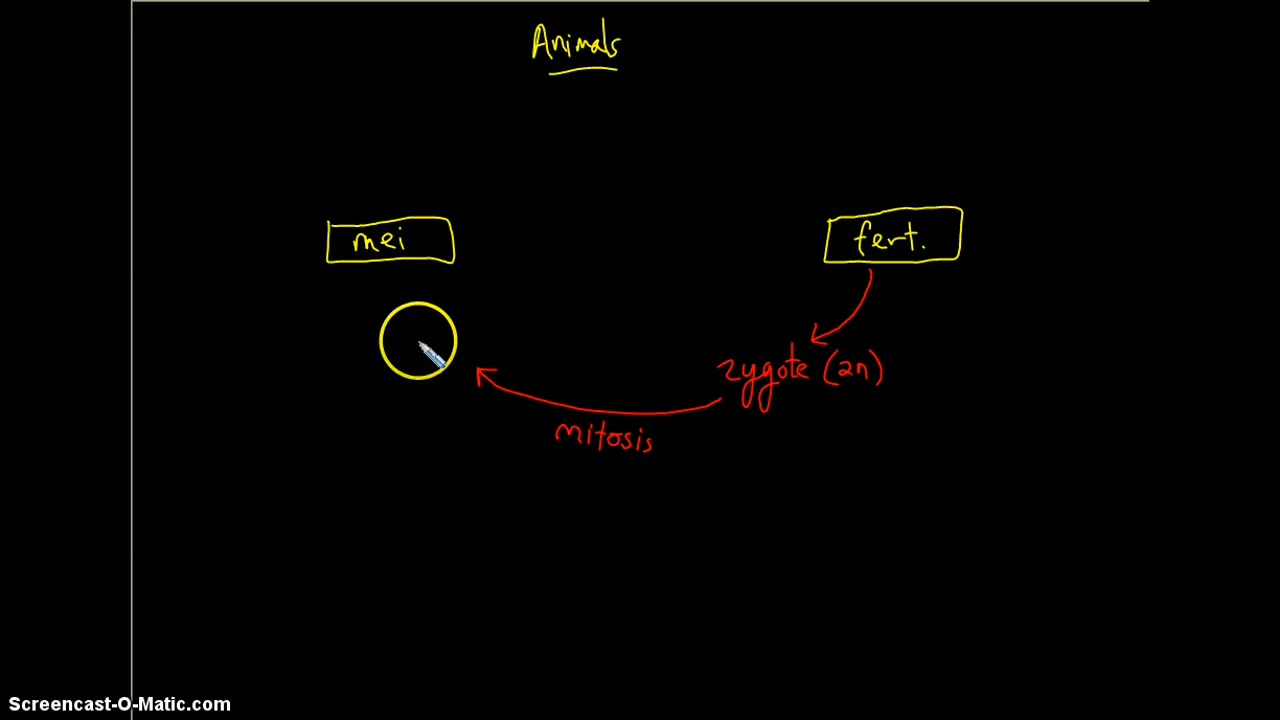 Animals
mei
fert.
zygote (2n)
mitosis
Screencast-O-Matic.com